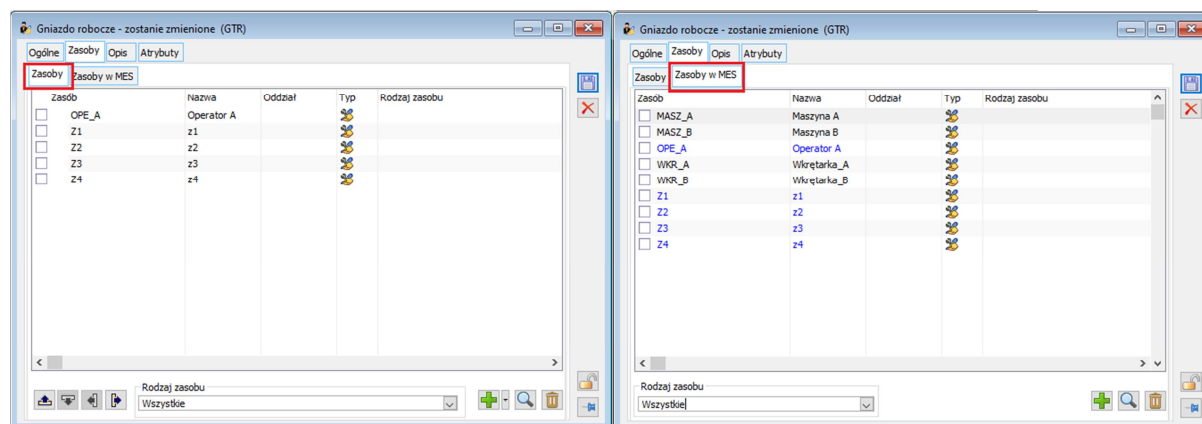 Gniazdo robocze - zostanie zmienione (GTR)
Ogólne Zasoby Opis Atrybuty
Zasoby Zasoby w MES
Zasób Nazwa Oddział Typ Rodzaj zasobu
OPE_A Operator A
Z1 z1
Z2 z2
Z3 z3
Z4 z4
Rodzaj zasobu
Wszystkie
Gniazdo robocze - zostanie zmienione (GTR)
Ogólne Zasoby Opis Atrybuty
Zasoby Zasoby w MES
Zasób Nazwa Oddział Typ Rodzaj zasobu
MASZ_A Maszyna A
MASZ_B Maszyna B
OPE_A Operator A
WKR_A Wkrętarka_A
WKR_B Wkrętarka_B
Z1 z1
Z2 z2
Z3 z3
Z4 z4
Rodzaj zasobu
Wszystkie